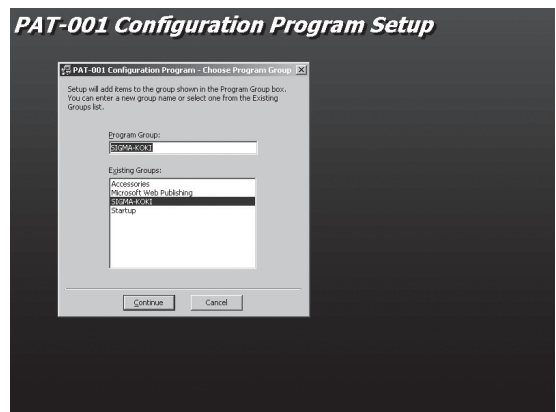 PAT-001 Configuration Program Setup
PAT-001 Configuration Program - Choose Program Group
Setup will add items to the group shown in the Program Group box.
You can enter a new group name or select one from the Existing
Groups list.
Program Group:
SIGMA-KOKI
Existing Groups:
Accessories
Microsoft Web Publishing
SIGMA-KOKI
Startup
Continue
Cancel